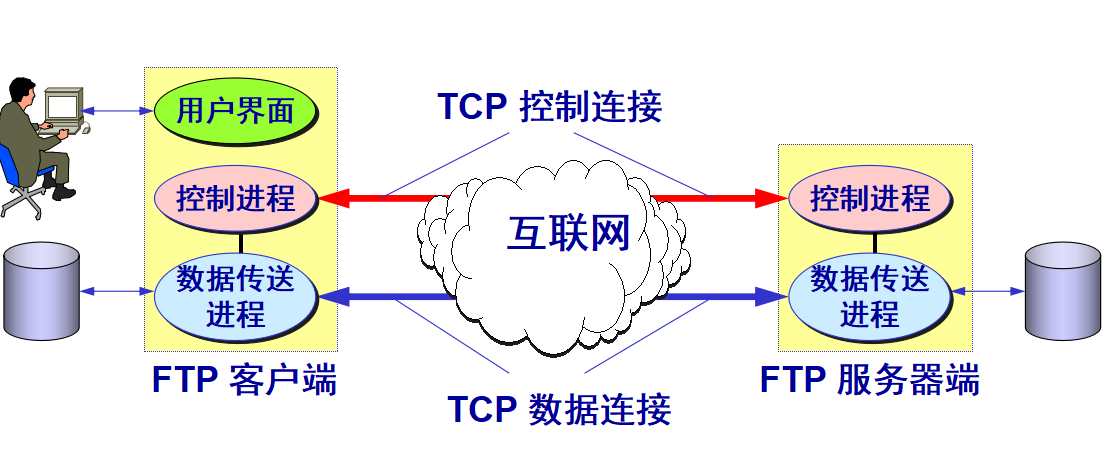 用户界面
TCP 控制连接
控制进程
互联网
控制进程
数据传送
进程
数据传送
进程
FTP 客户端
FTP 服务器端
TCP 数据连接